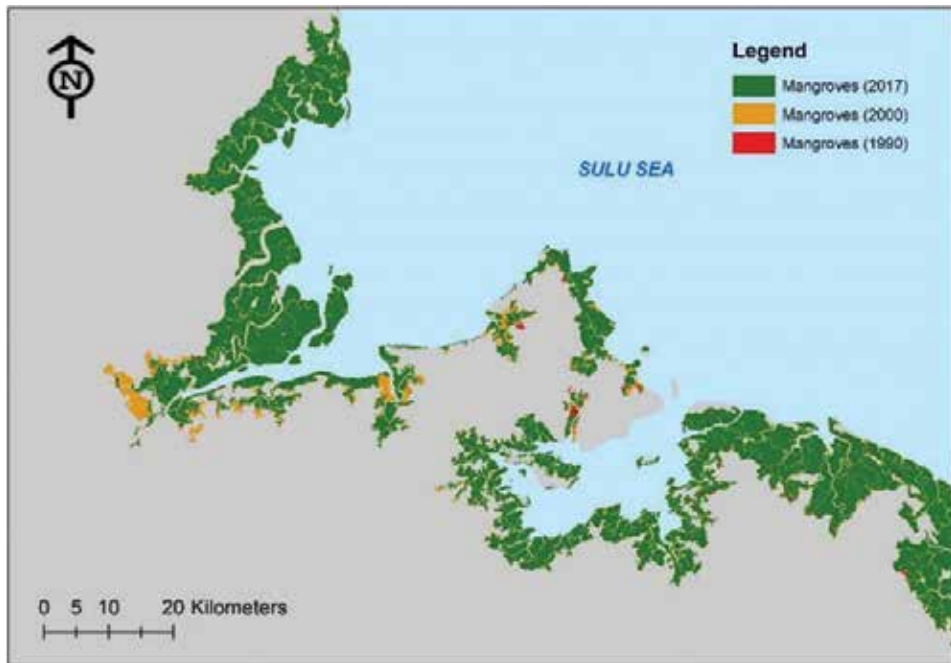 N
Legend
Mangroves (2017)
Mangroves (2000)
Mangroves (1990)
SULU SEA
0 5 10 20 Kilometers